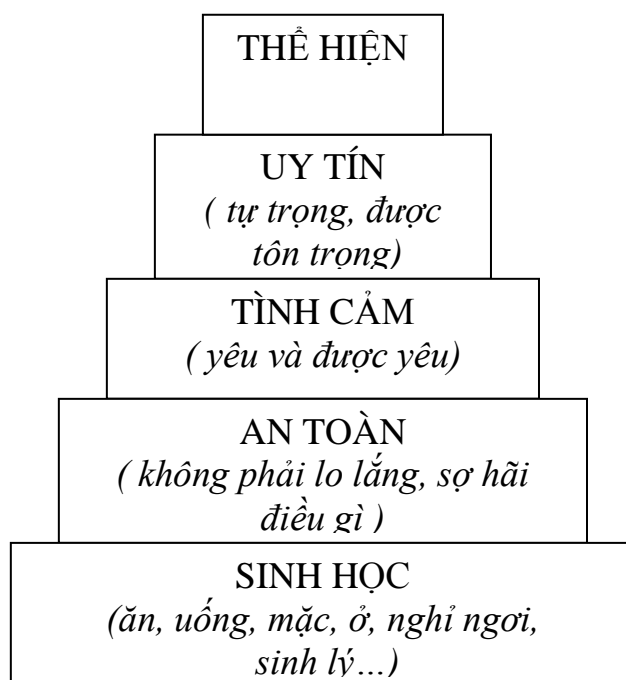 THỂ HIỆN
UY TÍN
( tự trọng, được
tôn trọng)
TÌNH CẢM
( yêu và được yêu)
AN TOÀN
( không phải lo lắng, sợ hãi
điều gì )
SINH HỌC
(ăn, uống, mặc, ở, nghỉ ngơi,
sinh lý…)